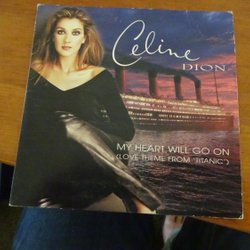 Celine
DION
MY HEART WILL GO ON
(LOVE THEME FROM "TITANIC")